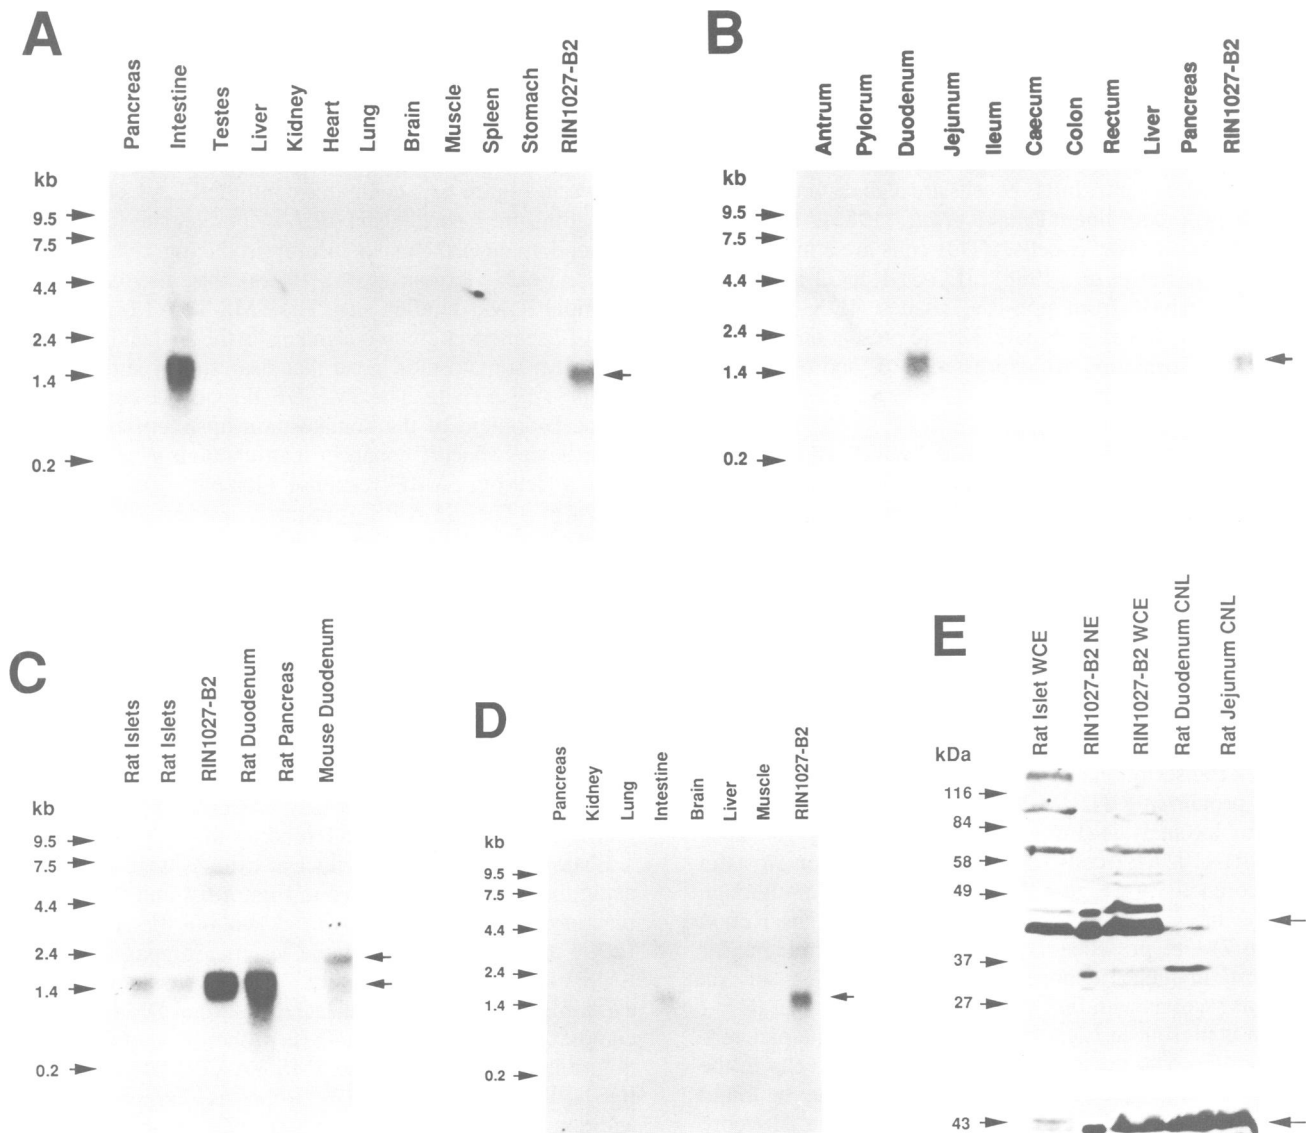 A
Pancreas
Intestine
Testes
Liver
Kidney
Heart
Lung
Brain
Muscle
Spleen
Stomach
RIN1027-B2
kb
9.5
7.5
4.4
2.4
1.4
0.2
B
Antrum
Pylorum
Duodenum
Jejunum
Ileum
Caecum
Colon
Rectum
Liver
Pancreas
RIN1027-B2
kb
9.5
7.5
4.4
2.4
1.4
0.2
C
Rat Islets
Rat Islets
RIN1027-B2
Rat Duodenum
Rat Pancreas
Mouse Duodenum
kb
9.5
7.5
4.4
2.4
1.4
0.2
D
Pancreas
Kidney
Lung
Intestine
Brain
Liver
Muscle
RIN1027-B2
kb
9.5
7.5
4.4
2.4
1.4
0.2
E
Rat Islet WCE
RIN1027-B2 NE
RIN1027-B2 WCE
Rat Duodenum CNL
Rat Jejunum CNL
kDa
116
84
58
49
37
27
43